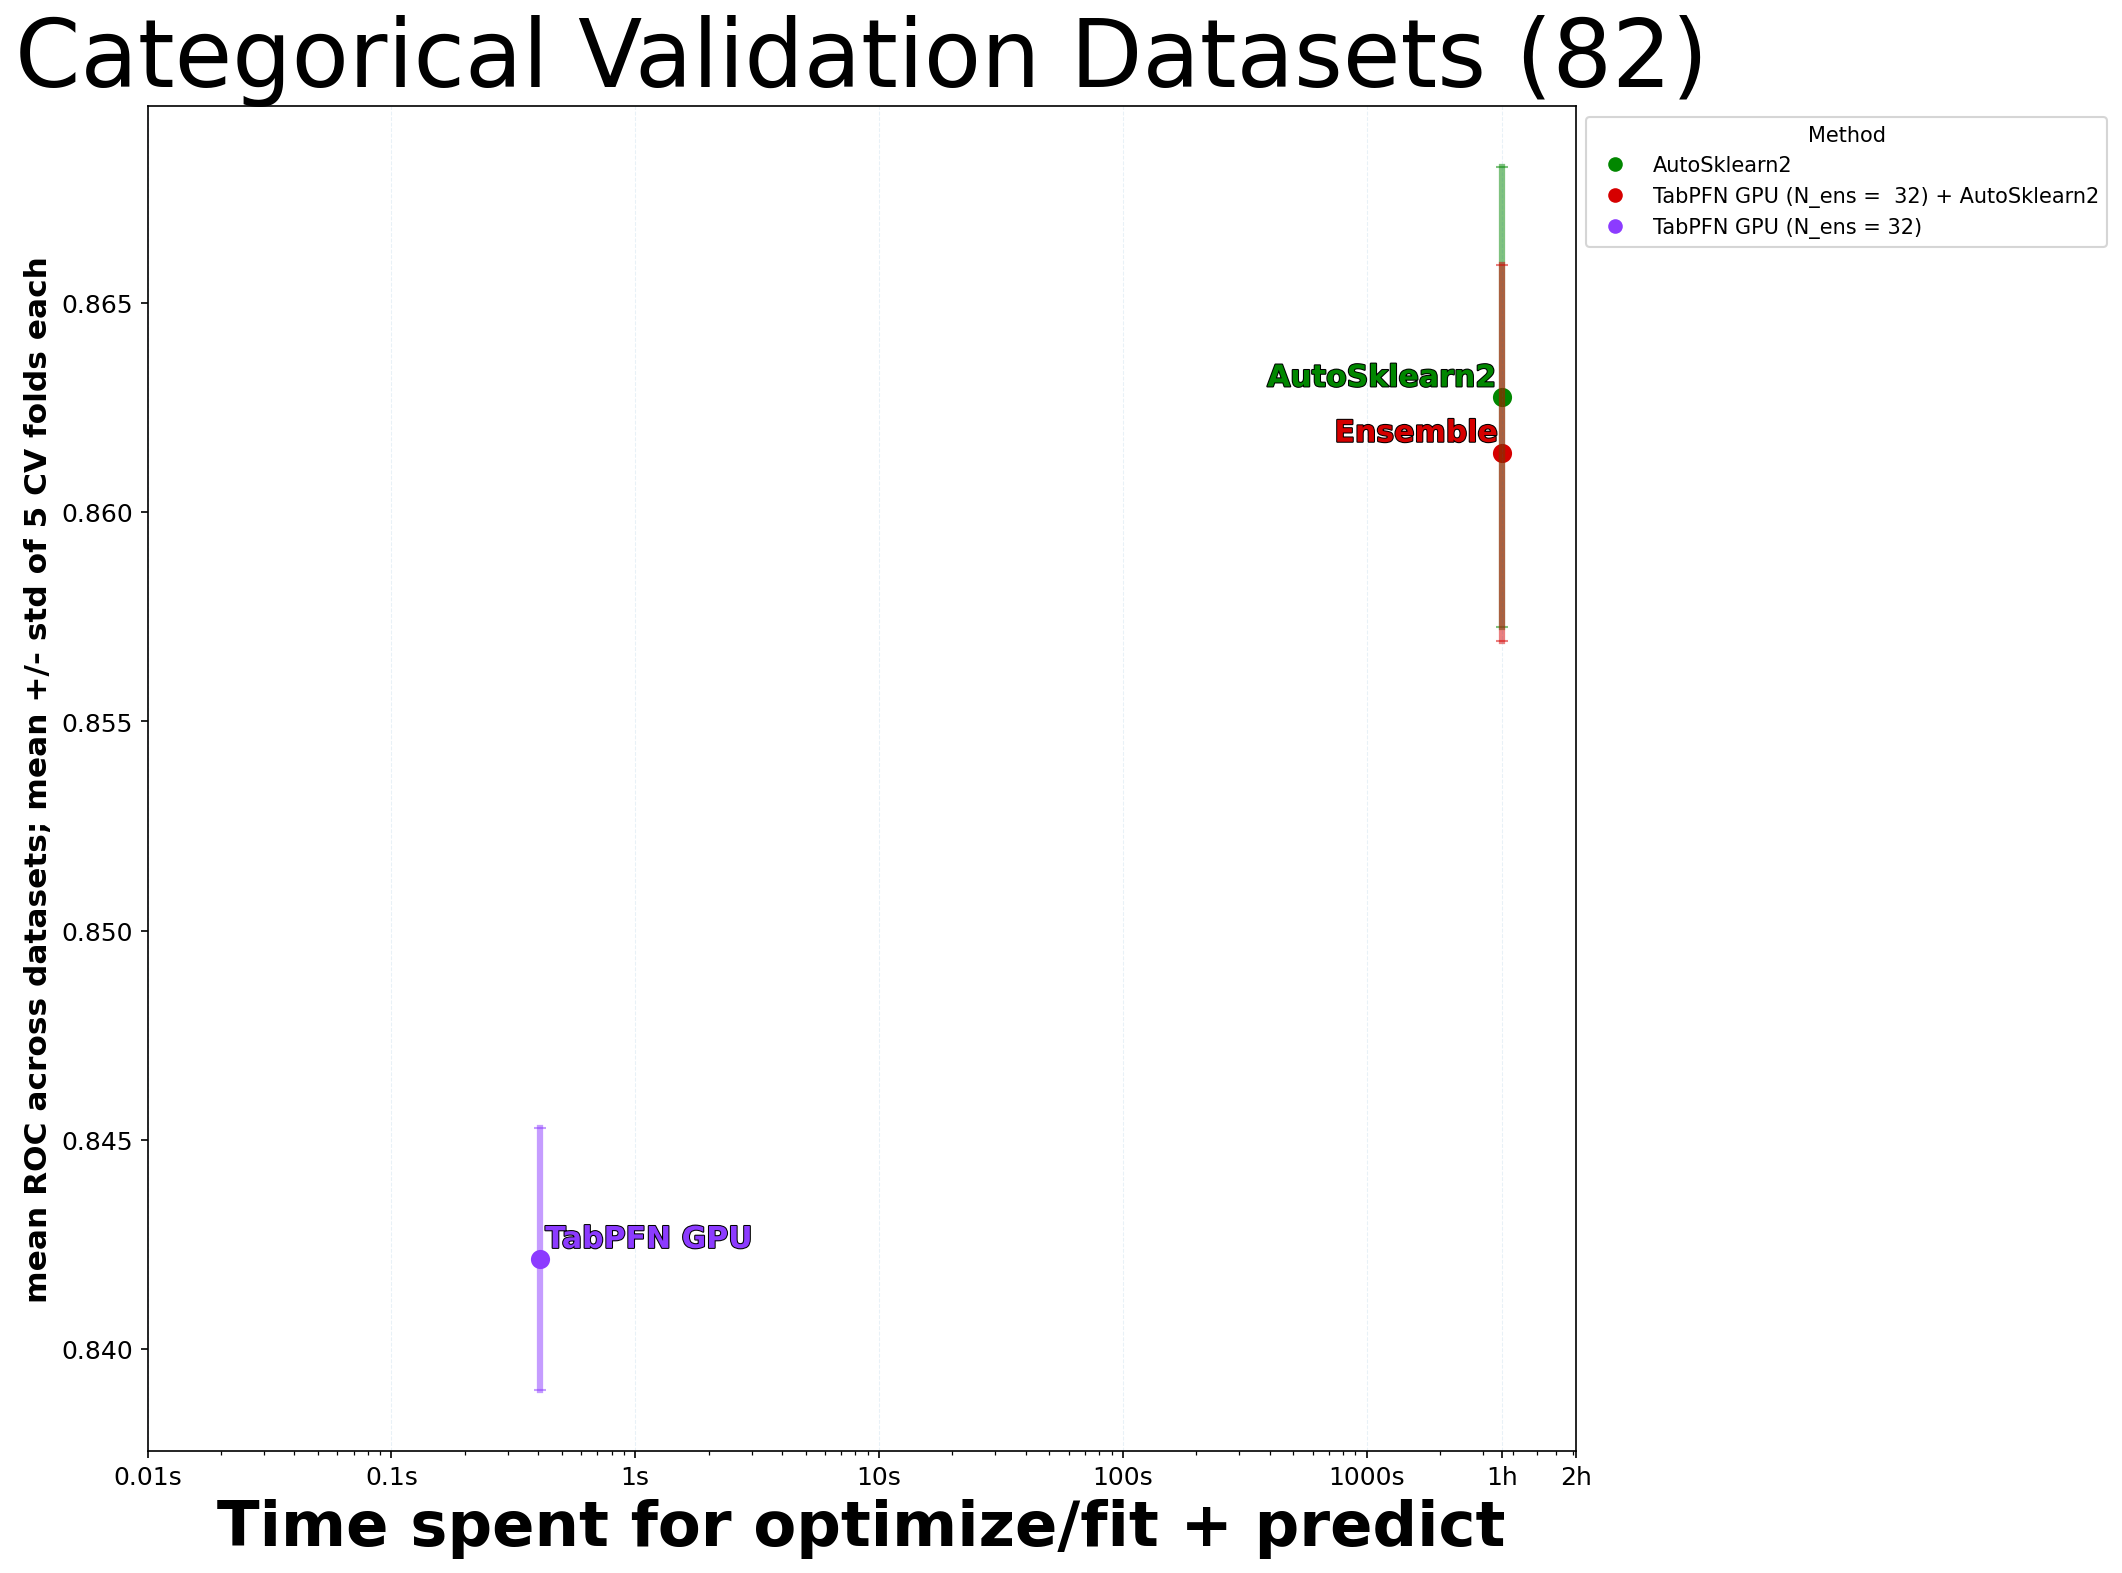 Categorical Validation Datasets (82)
Method
AutoSklearn2
TabPFN GPU (N_ens =  32) + AutoSklearn2
TabPFN GPU (N_ens = 32)
mean ROC across datasets; mean +/- std of 5 CV folds each
0.865
0.860
0.855
0.850
0.845
0.840
AutoSklearn2
Ensemble
TabPFN GPU
0.01s
0.1s
1s
10s
100s
1000s
1h
2h
Time spent for optimize/fit + predict